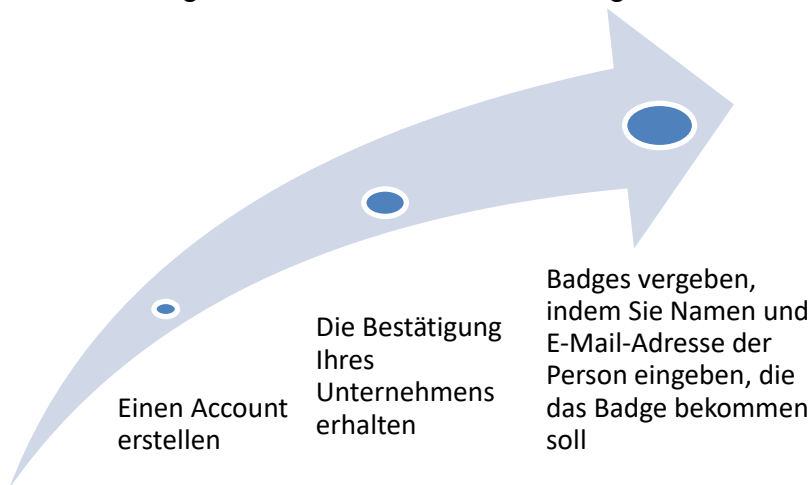 Einen Account
erstellen
Die Bestätigung
Ihres
Unternehmens
erhalten
Badges vergeben,
indem Sie Namen und
E-Mail-Adresse der
Person eingeben, die
das Badge bekommen
soll